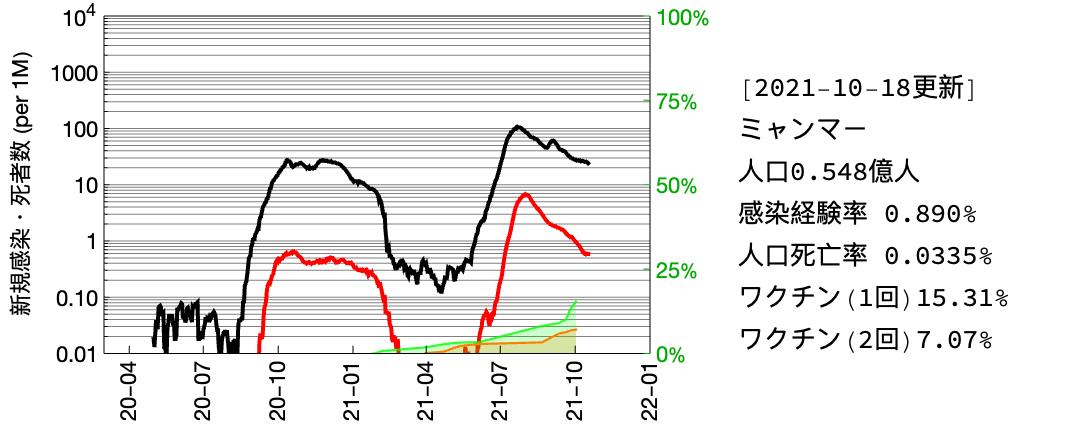 新規感染・死者数 (per 1M)
10^4
1000
100
10
1
0.10
0.01
100%
75%
50%
25%
0%
20-04
20-07
20-10
21-01
21-04
21-07
21-10
22-01
[2021-10-18更新]
ミャンマー
人口0.548億人
感染経験率 0.890%
人口死亡率 0.0335%
ワクチン(1回)15.31%
ワクチン(2回)7.07%